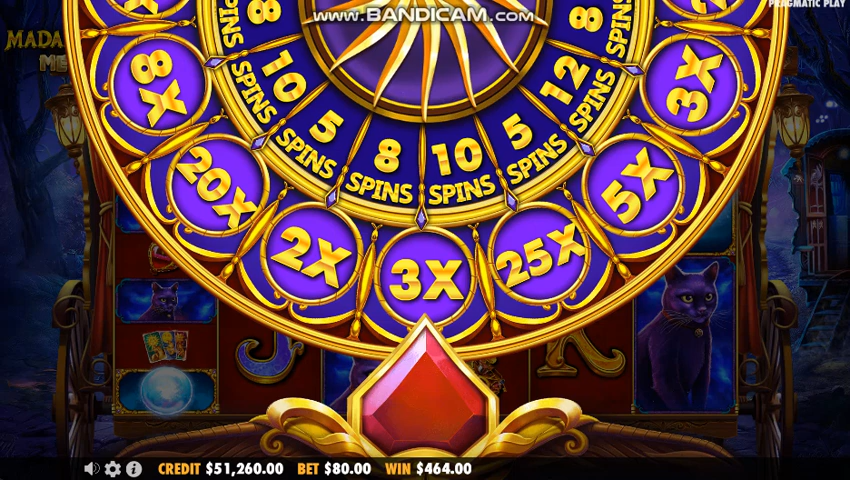 www.BANDICAM.com
PRAGMATIC PLAY
MADA
ME
8
SPINS
10
SPINS
5
SPINS
8
SPINS
10
SPINS
5
SPINS
12
SPINS
8
SPINS
8X
20X
2X
3X
25X
5X
3X
CREDIT $51,260.00 BET $80.00 WIN $464.00